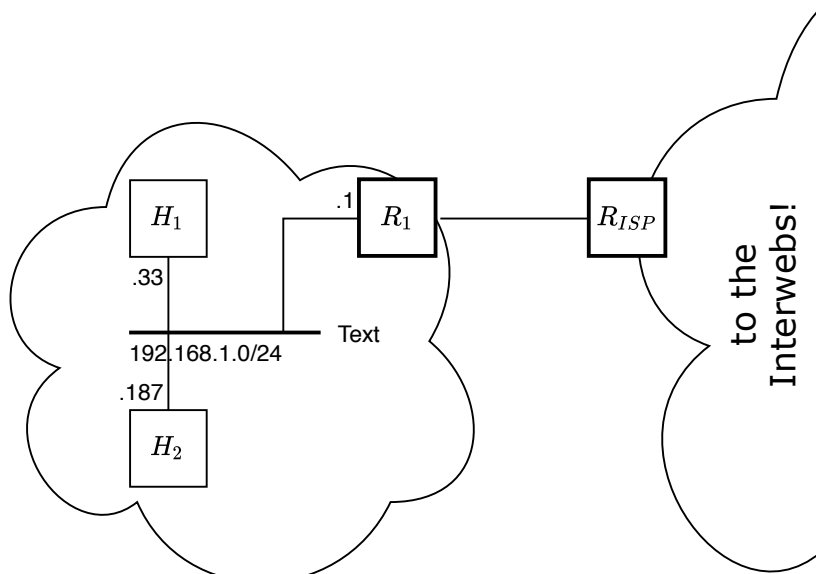 .1
H1
R1
RISP
.33
Text
192.168.1.0/24
.187
H2
to the
Interwebs!